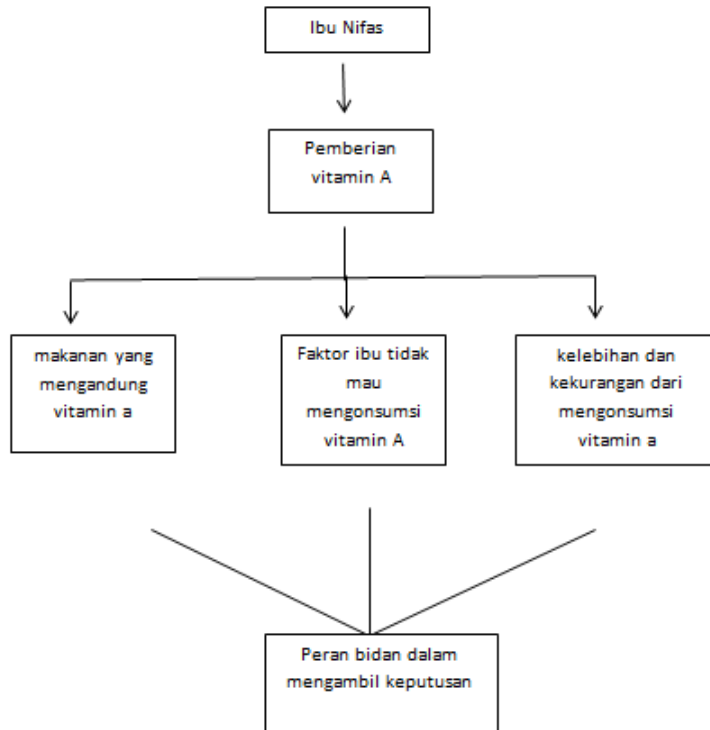 Ibu Nifas
Pemberian
vitamin A
makanan yang
mengandung
vitamin a
Faktor ibu tidak
mau
mengonsumsi
vitamin A
kelebihan dan
kekurangan dari
mengonsumsi
vitamin a
Peran bidan dalam
mengambil keputusan